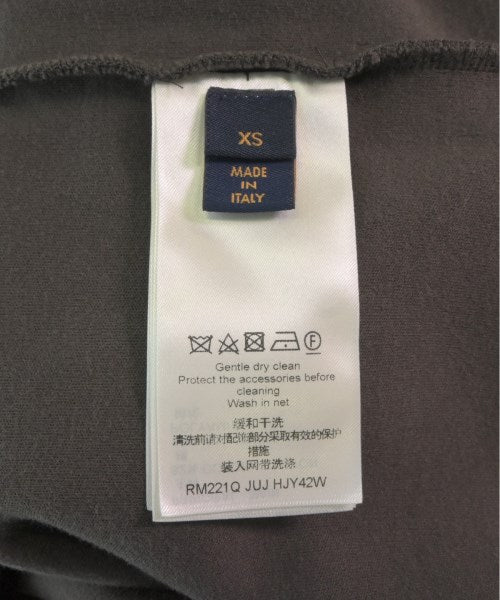 XS
MADE
IN
ITALY
Gentle dry clean
Protect the accessories before
cleaning
Wash in net
缓和干洗
清洗前请对配饰部分采取有效的保护
措施
装入网带洗涤
RM221Q JUJ HJY42W